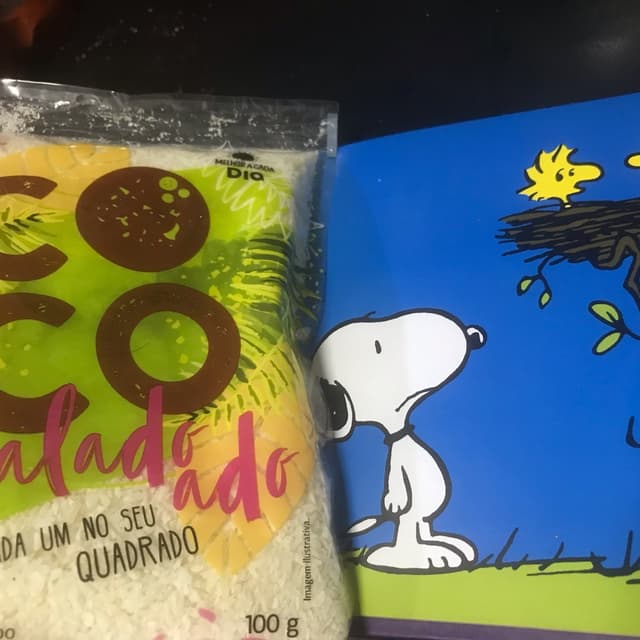 MELHOR A CADA
DIA
CO
CO
alado
ado
ADA UM NO SEU
QUADRADO
Imagem ilustrativa.
100 g